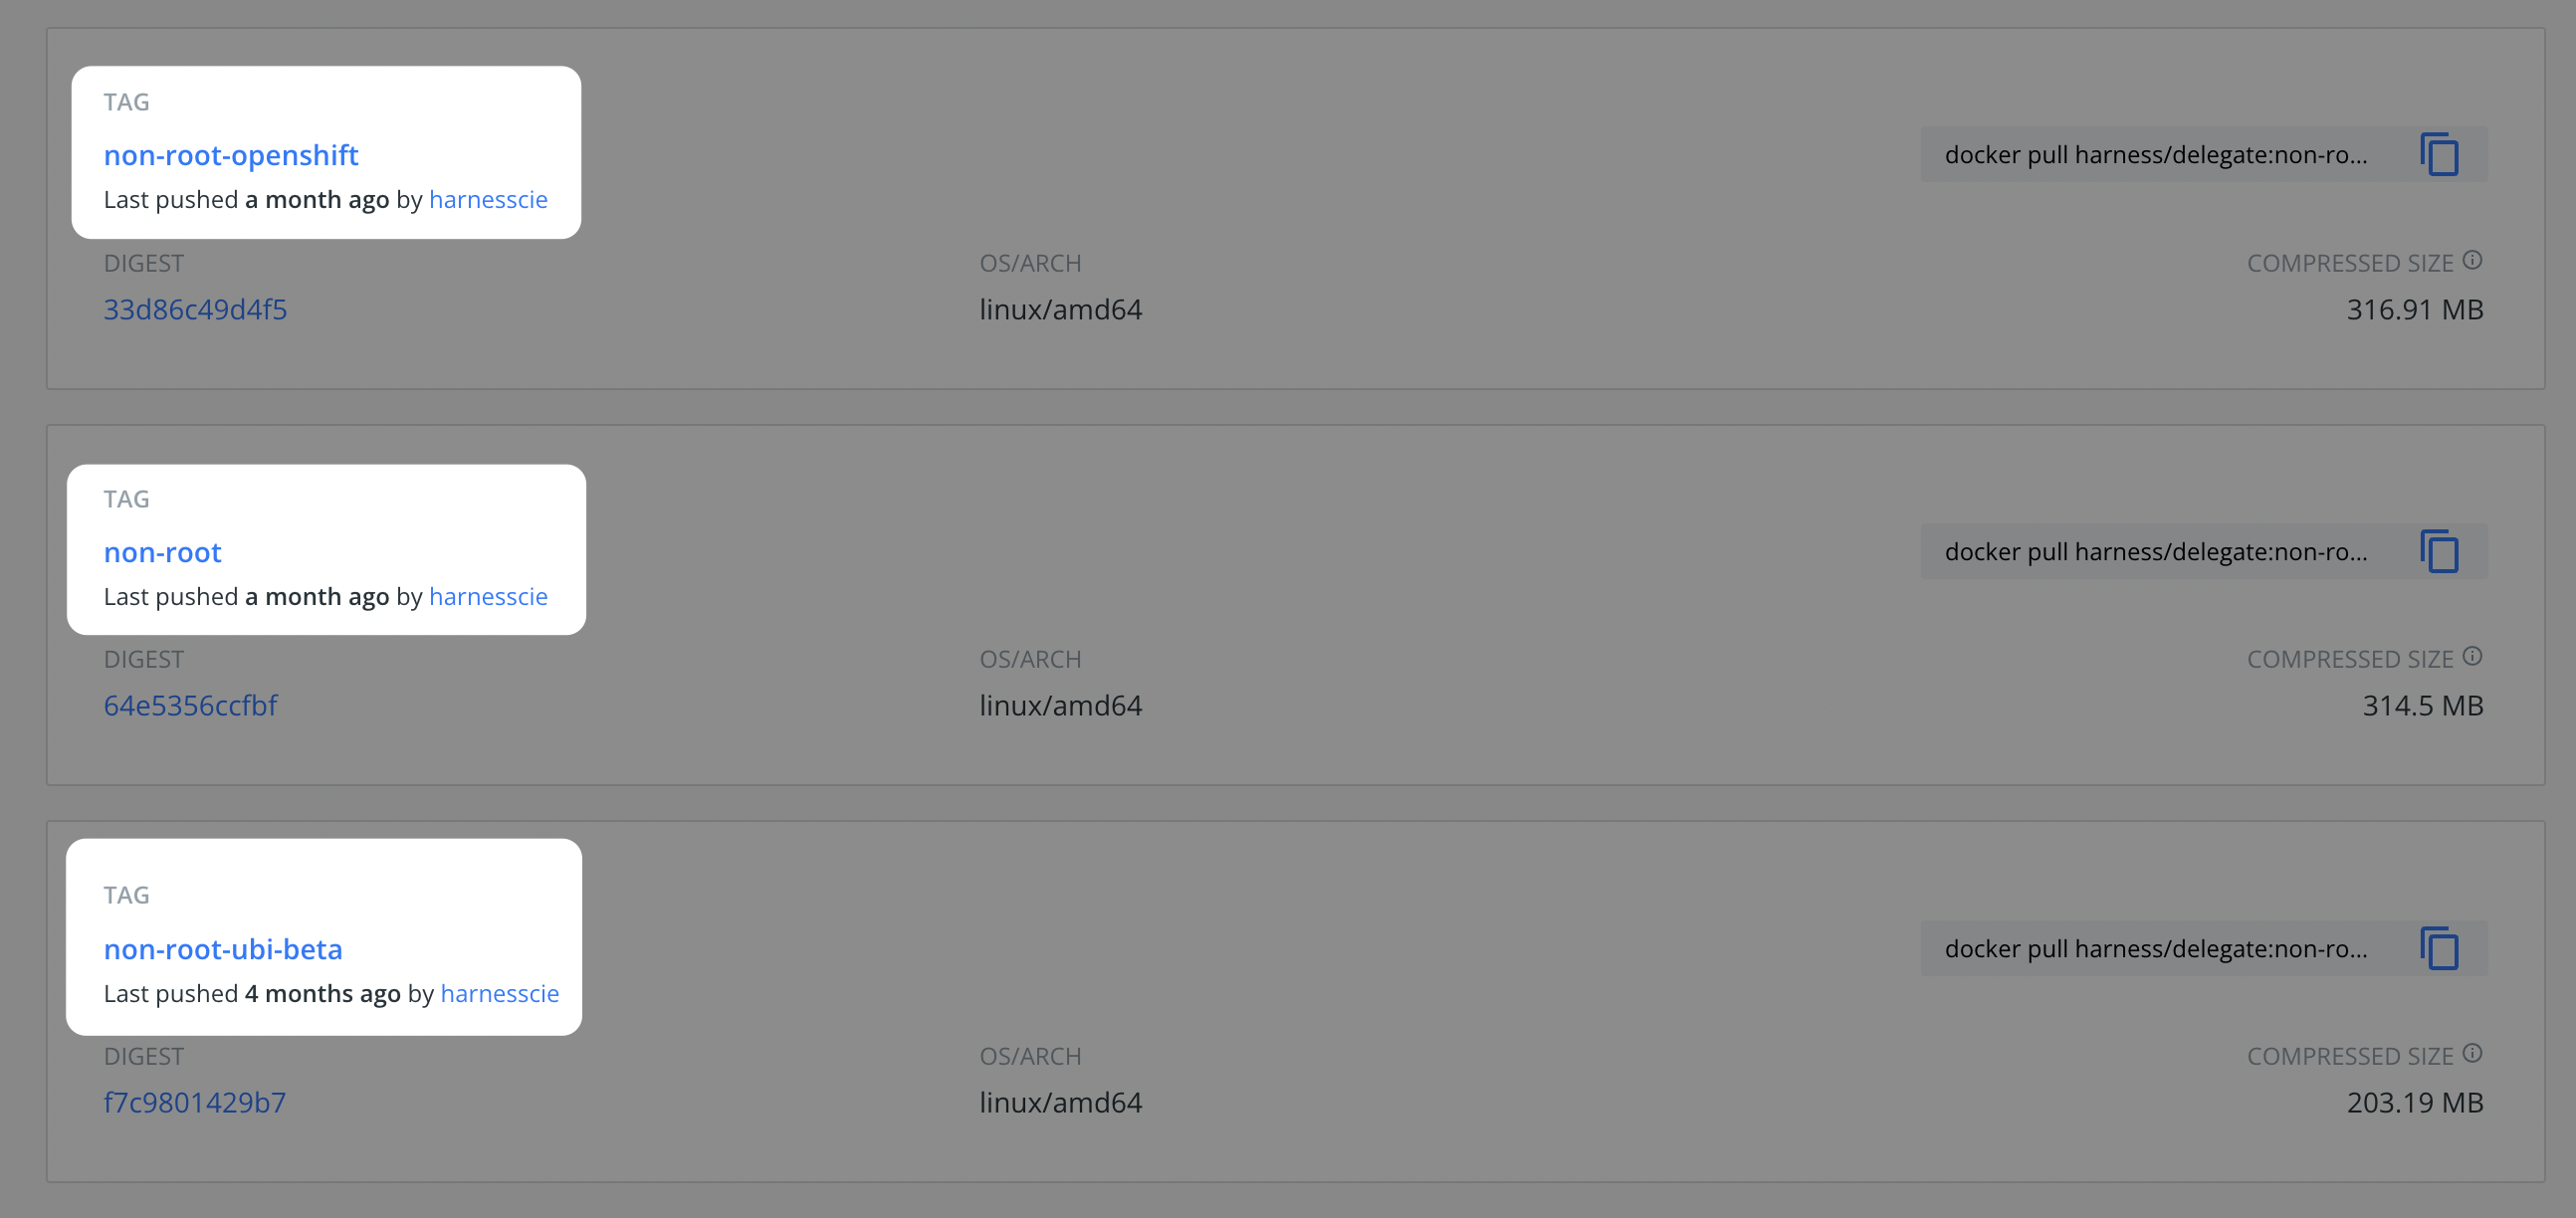 TAG
non-root-openshift
docker pull harness/delegate:non-ro...
Last pushed a month ago by harnesscie
DIGEST OS/ARCH COMPRESSED SIZE
33d86c49d4f5 linux/amd64 316.91 MB
TAG
non-root
docker pull harness/delegate:non-ro...
Last pushed a month ago by harnesscie
DIGEST OS/ARCH COMPRESSED SIZE
64e5356ccfbf linux/amd64 314.5 MB
TAG
non-root-ubi-beta
docker pull harness/delegate:non-ro...
Last pushed 4 months ago by harnesscie
DIGEST OS/ARCH COMPRESSED SIZE
f7c9801429b7 linux/amd64 203.19 MB